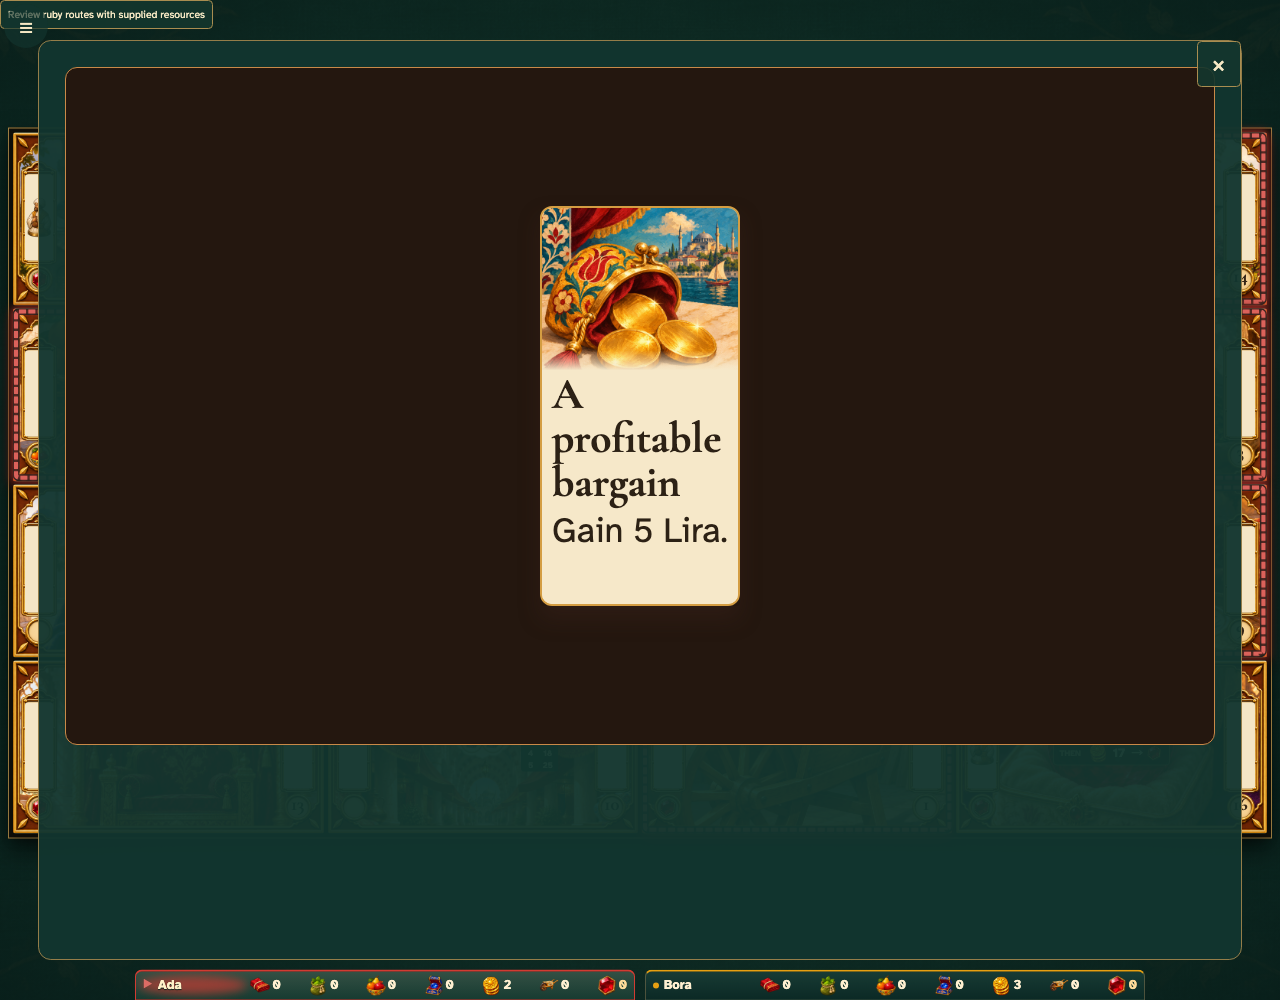 Review ruby routes with supplied resources
×
A
profitable
bargain
Gain 5 Lira.
Ada 0 0 0 0 2 0 0
Bora 0 0 0 0 3 0 0